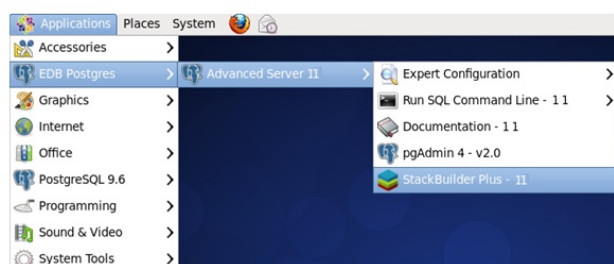 Applications Places System
Accessories
EDB Postgres
Advanced Server 11
Expert Configuration
Run SQL Command Line - 11
Documentation - 11
pgAdmin 4 - v2.0
StackBuilder Plus - 11
Graphics
Internet
Office
PostgreSQL 9.6
Programming
Sound & Video
System Tools